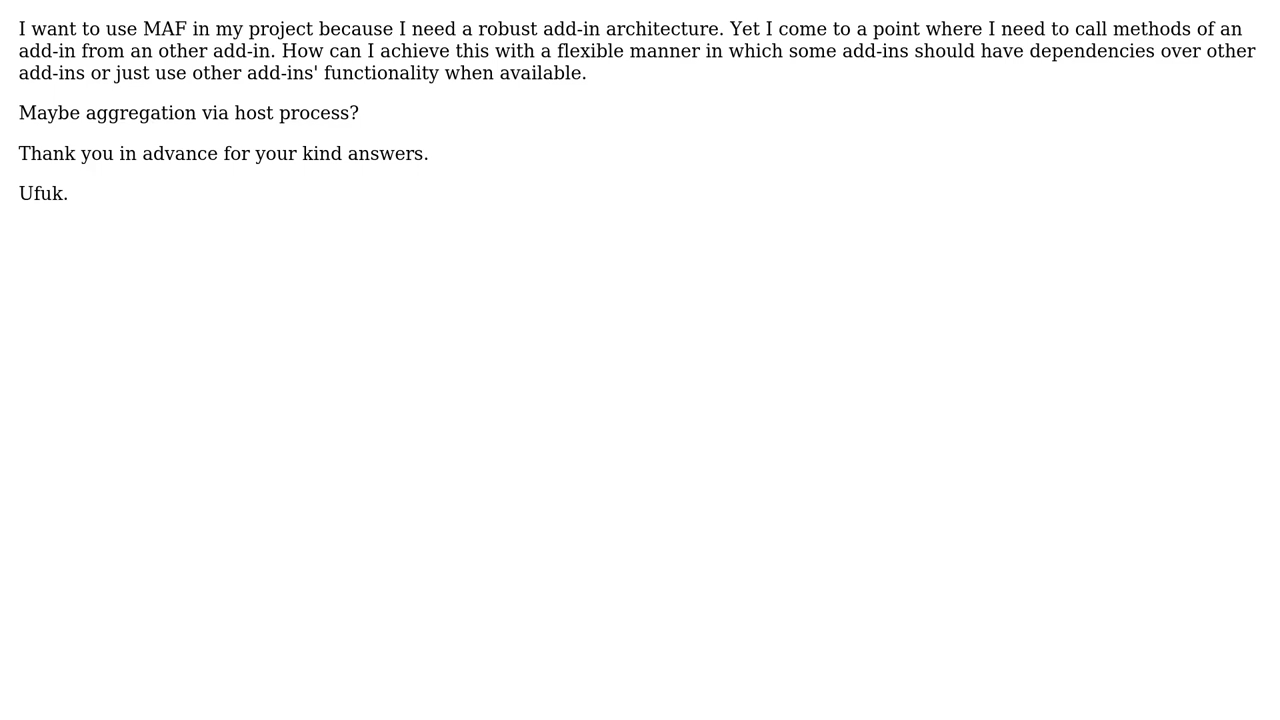 I want to use MAF in my project because I need a robust add-in architecture. Yet I come to a point where I need to call methods of an
add-in from an other add-in. How can I achieve this with a flexible manner in which some add-ins should have dependencies over other
add-ins or just use other add-ins' functionality when available.
Maybe aggregation via host process?
Thank you in advance for your kind answers.
Ufuk.